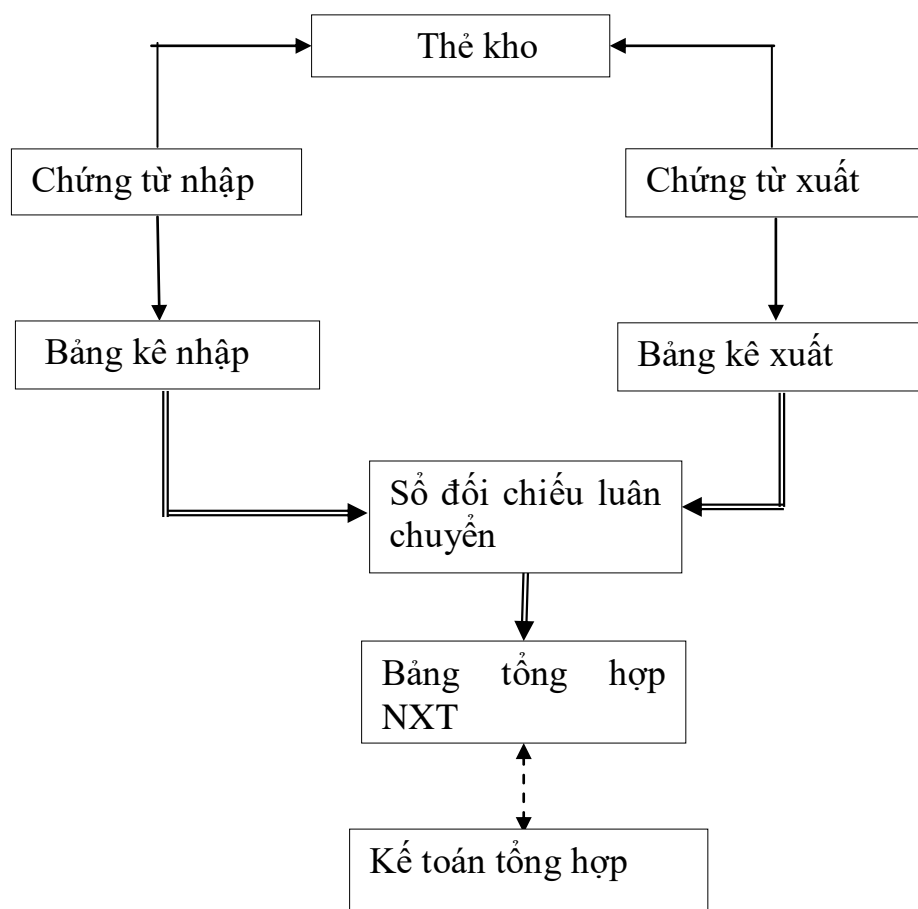 Thẻ kho
Chứng từ nhập
Chứng từ xuất
Bảng kê nhập
Bảng kê xuất
Sổ đối chiếu luân
chuyển
Bảng tổng hợp
NXT
Kế toán tổng hợp